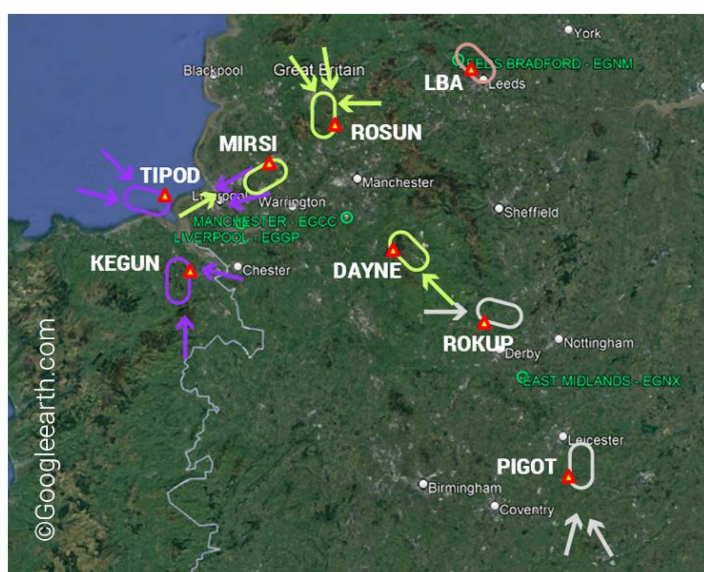 York
Blackpool
Great Britain
LEEDS BRADFORD - EGNM
LBA
Leeds
ROSUN
MIRSI
TIPOD
Liverpool
Warrington
Manchester
Sheffield
MANCHESTER - EGCC
LIVERPOOL - EGGP
KEGUN
Chester
DAYNE
ROKUP
Derby
Nottingham
EAST MIDLANDS - EGNX
Leicester
PIGOT
Birmingham
Coventry
©Googleearth.com